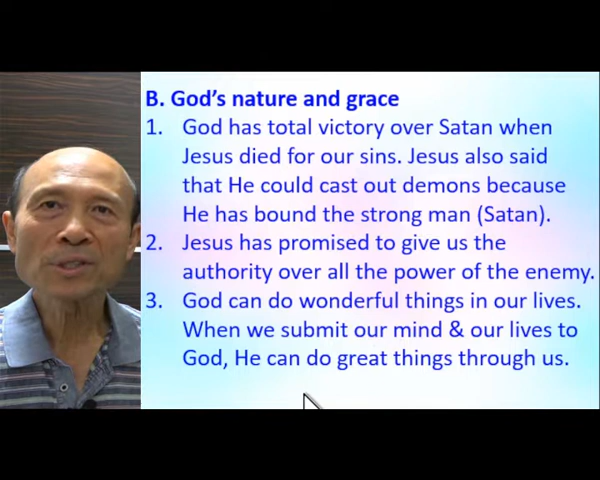 B. God's nature and grace
1. God has total victory over Satan when
Jesus died for our sins. Jesus also said
that He could cast out demons because
He has bound the strong man (Satan).
2. Jesus has promised to give us the
authority over all the power of the enemy.
3. God can do wonderful things in our lives.
When we submit our mind & our lives to
God, He can do great things through us.